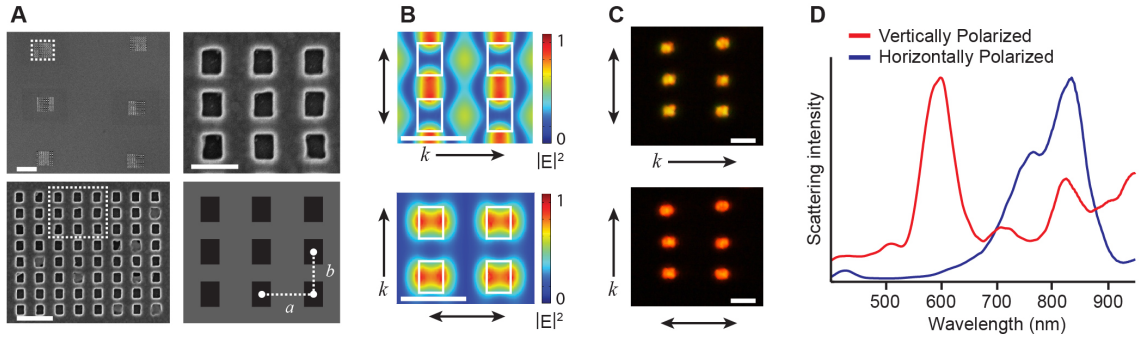 A
b
a
B
1
0
k
|E|²
1
0
k
|E|²
C
k
k
D
Vertically Polarized
Horizontally Polarized
Scattering intensity
500 600 700 800 900
Wavelength (nm)